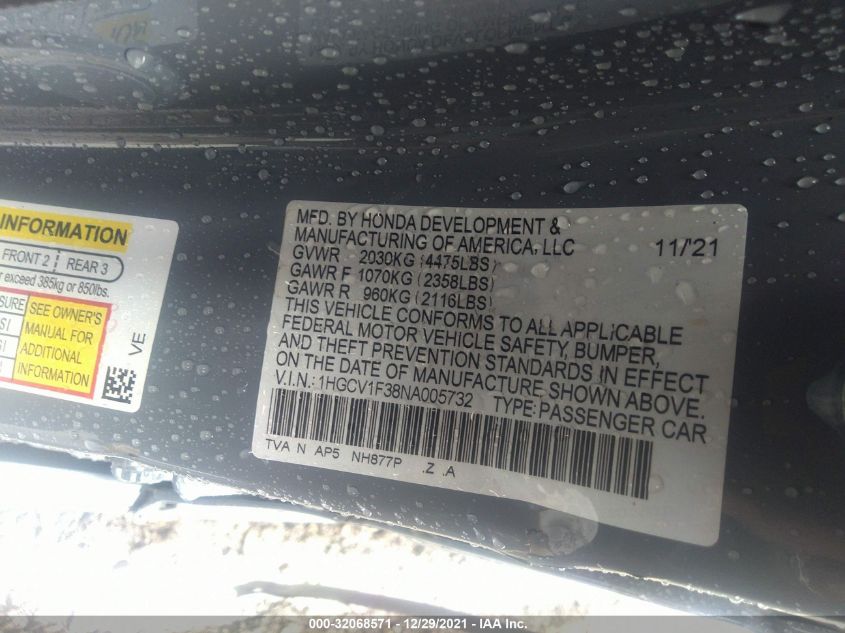 INFORMATION
FRONT 2 | REAR 3
or exceed 385kg or 850lbs.
SEE OWNER'S
MANUAL FOR
ADDITIONAL
INFORMATION
VE
MFD. BY HONDA DEVELOPMENT &
MANUFACTURING OF AMERICA, LLC 11/'21
GVWR 2030KG (4475LBS)
GAWR F 1070KG (2358LBS)
GAWR R 960KG (2116LBS)
THIS VEHICLE CONFORMS TO ALL APPLICABLE
FEDERAL MOTOR VEHICLE SAFETY, BUMPER,
AND THEFT PREVENTION STANDARDS IN EFFECT
ON THE DATE OF MANUFACTURE SHOWN ABOVE.
V.I.N.: 1HGCV1F38NA005732 TYPE:PASSENGER CAR
TVA N AP5 NH877P .Z .A
000-32068571 - 12/29/2021 - IAA Inc.